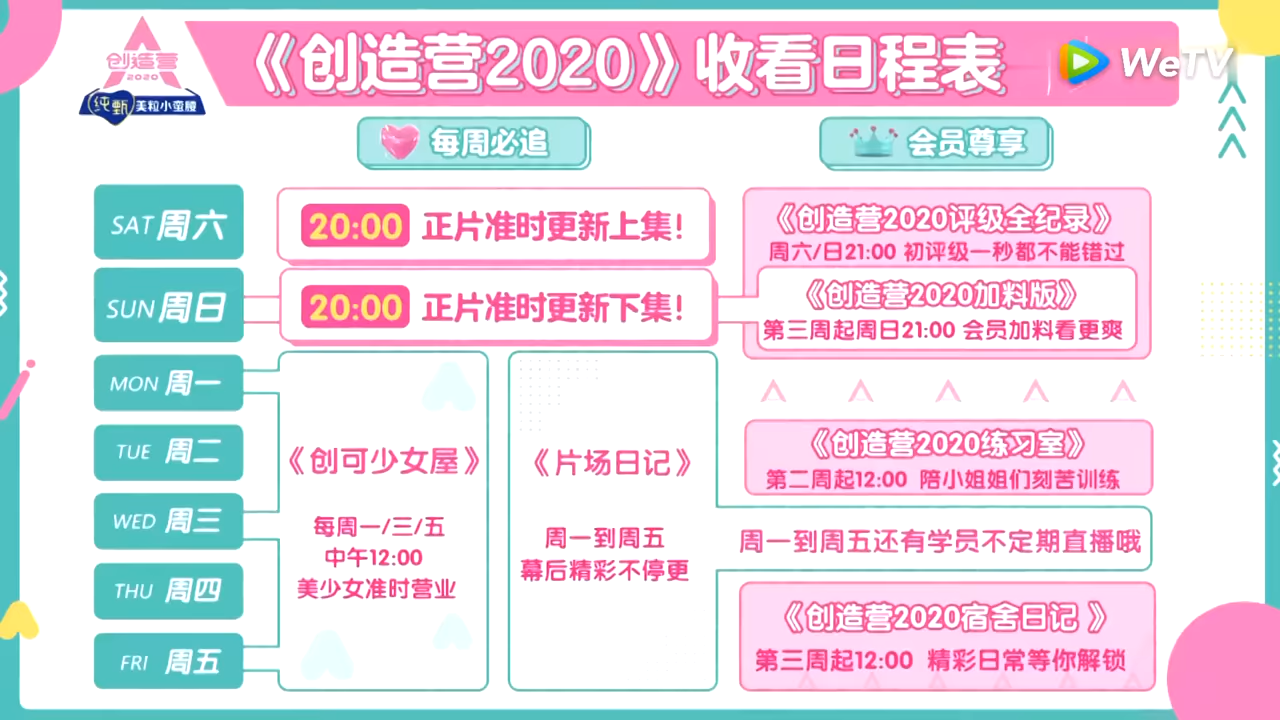 创造营
2020
纯甄 美粒小蛮腰
《创造营2020》收看日程表
WeTV
每周必追
会员尊享
SAT 周六
20:00 正片准时更新上集！
《创造营2020评级全纪录》
周六/日21:00 初评级一秒都不能错过
SUN 周日
20:00 正片准时更新下集！
《创造营2020加料版》
第三周起周日21:00 会员加料看更爽
MON 周一
TUE 周二
WED 周三
THU 周四
FRI 周五
《创可少女屋》
每周一/三/五
中午12:00
美少女准时营业
《片场日记》
周一到周五
幕后精彩不停更
《创造营2020练习室》
第二周起12:00 陪小姐姐们刻苦训练
周一到周五还有学员不定期直播哦
《创造营2020宿舍日记 》
第三周起12:00 精彩日常等你解锁